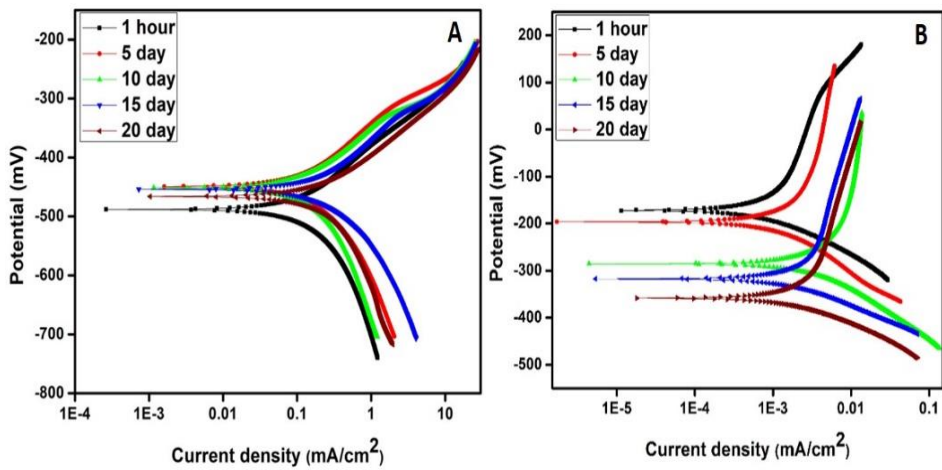 A
1 hour
5 day
10 day
15 day
20 day
-200
-300
-400
-500
-600
-700
-800
Potential (mV)
1E-4 1E-3 0.01 0.1 1 10
Current density (mA/cm²)
B
1 hour
5 day
10 day
15 day
20 day
200
100
0
-100
-200
-300
-400
-500
Potential (mV)
1E-5 1E-4 1E-3 0.01 0.1
Current density (mA/cm²)